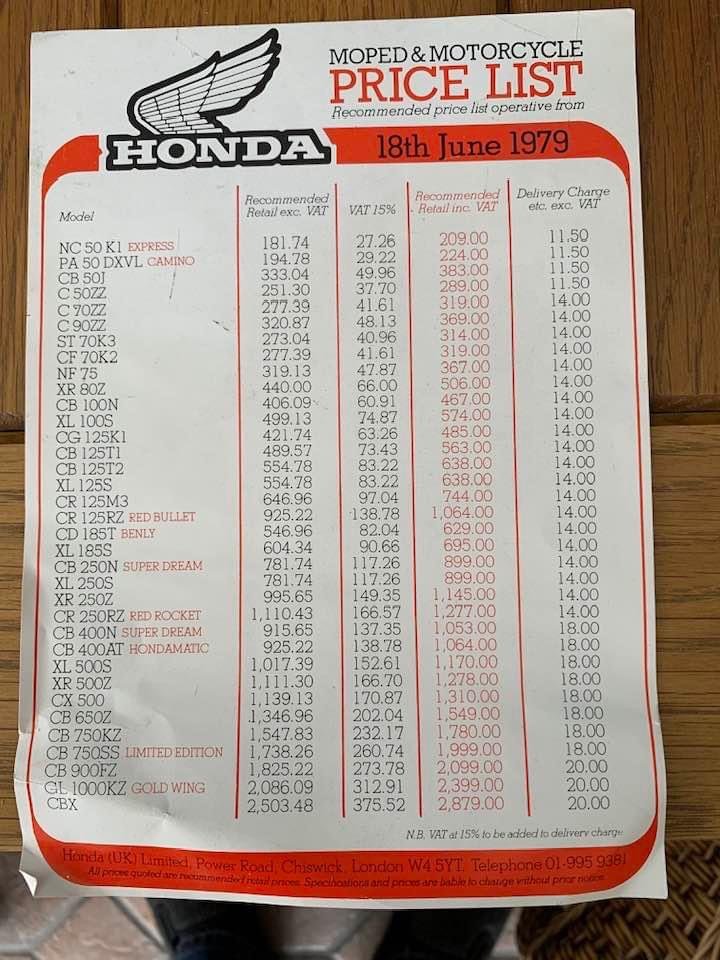 HONDA
MOPED & MOTORCYCLE
PRICE LIST
Recommended price list operative from
18th June 1979
Model Recommended Retail exc. VAT VAT 15% Recommended Retail inc. VAT Delivery Charge etc. exc. VAT
NC 50 K1 EXPRESS 181.74 27.26 209.00 11.50
PA 50 DXVL CAMINO 194.78 29.22 224.00 11.50
CB 50J 333.04 49.96 383.00 11.50
C 50ZZ 251.30 37.70 289.00 11.50
C 70ZZ 277.39 41.61 319.00 14.00
C 90ZZ 320.87 48.13 369.00 14.00
ST 70K3 273.04 40.96 314.00 14.00
CF 70K2 277.39 41.61 319.00 14.00
NF 75 319.13 47.87 367.00 14.00
XR 80Z 440.00 66.00 506.00 14.00
CB 100N 406.09 60.91 467.00 14.00
XL 100S 499.13 74.87 574.00 14.00
CG 125K1 421.74 63.26 485.00 14.00
CB 125T1 489.57 73.43 563.00 14.00
CB 125T2 554.78 83.22 638.00 14.00
XL 125S 554.78 83.22 638.00 14.00
CR 125M3 646.96 97.04 744.00 14.00
CR 125RZ RED BULLET 925.22 138.78 1,064.00 14.00
CD 185T BENLY 546.96 82.04 629.00 14.00
XL 185S 604.34 90.66 695.00 14.00
CB 250N SUPER DREAM 781.74 117.26 899.00 14.00
XL 250S 781.74 117.26 899.00 14.00
XR 250Z 995.65 149.35 1,145.00 14.00
CR 250RZ RED ROCKET 1,110.43 166.57 1,277.00 14.00
CB 400N SUPER DREAM 915.65 137.35 1,053.00 18.00
CB 400AT HONDAMATIC 925.22 138.78 1,064.00 18.00
XL 500S 1,017.39 152.61 1,170.00 18.00
XR 500Z 1,111.30 166.70 1,278.00 18.00
CX 500 1,139.13 170.87 1,310.00 18.00
CB 650Z 1,346.96 202.04 1,549.00 18.00
CB 750KZ 1,547.83 232.17 1,780.00 18.00
CB 750SS LIMITED EDITION 1,738.26 260.74 1,999.00 18.00
CB 900FZ 1,825.22 273.78 2,099.00 20.00
GL 1000KZ GOLD WING 2,086.09 312.91 2,399.00 20.00
CBX 2,503.48 375.52 2,879.00 20.00
N.B. VAT at 15% to be added to delivery charge.
Honda (UK) Limited, Power Road, Chiswick, London W4 5YT. Telephone 01-995 9381
All prices quoted are recommended retail prices. Specifications and prices are liable to change without prior notice.